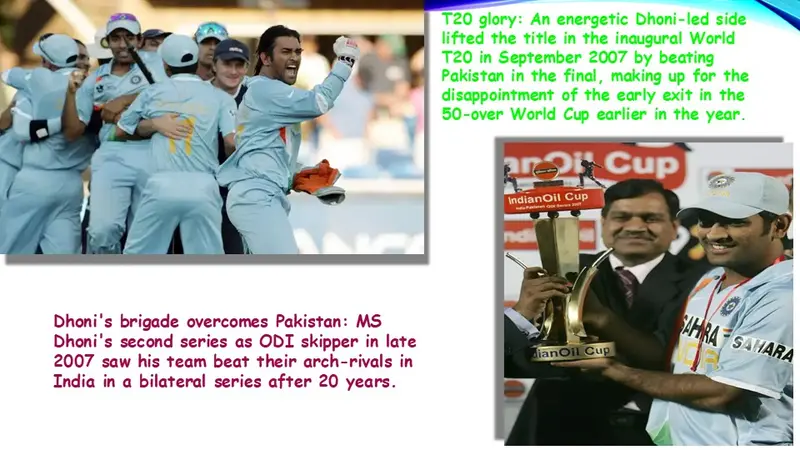 T20 glory: An energetic Dhoni-led side
lifted the title in the inaugural World
T20 in September 2007 by beating
Pakistan in the final, making up for the
disappointment of the early exit in the
50-over World Cup earlier in the year.
Dhoni's brigade overcomes Pakistan: MS
Dhoni's second series as ODI skipper in late
2007 saw his team beat their arch-rivals in
India in a bilateral series after 20 years.
IndianOil Cup
IndianOil Cup
IndianOil Cup
SAHARA
SAHARA